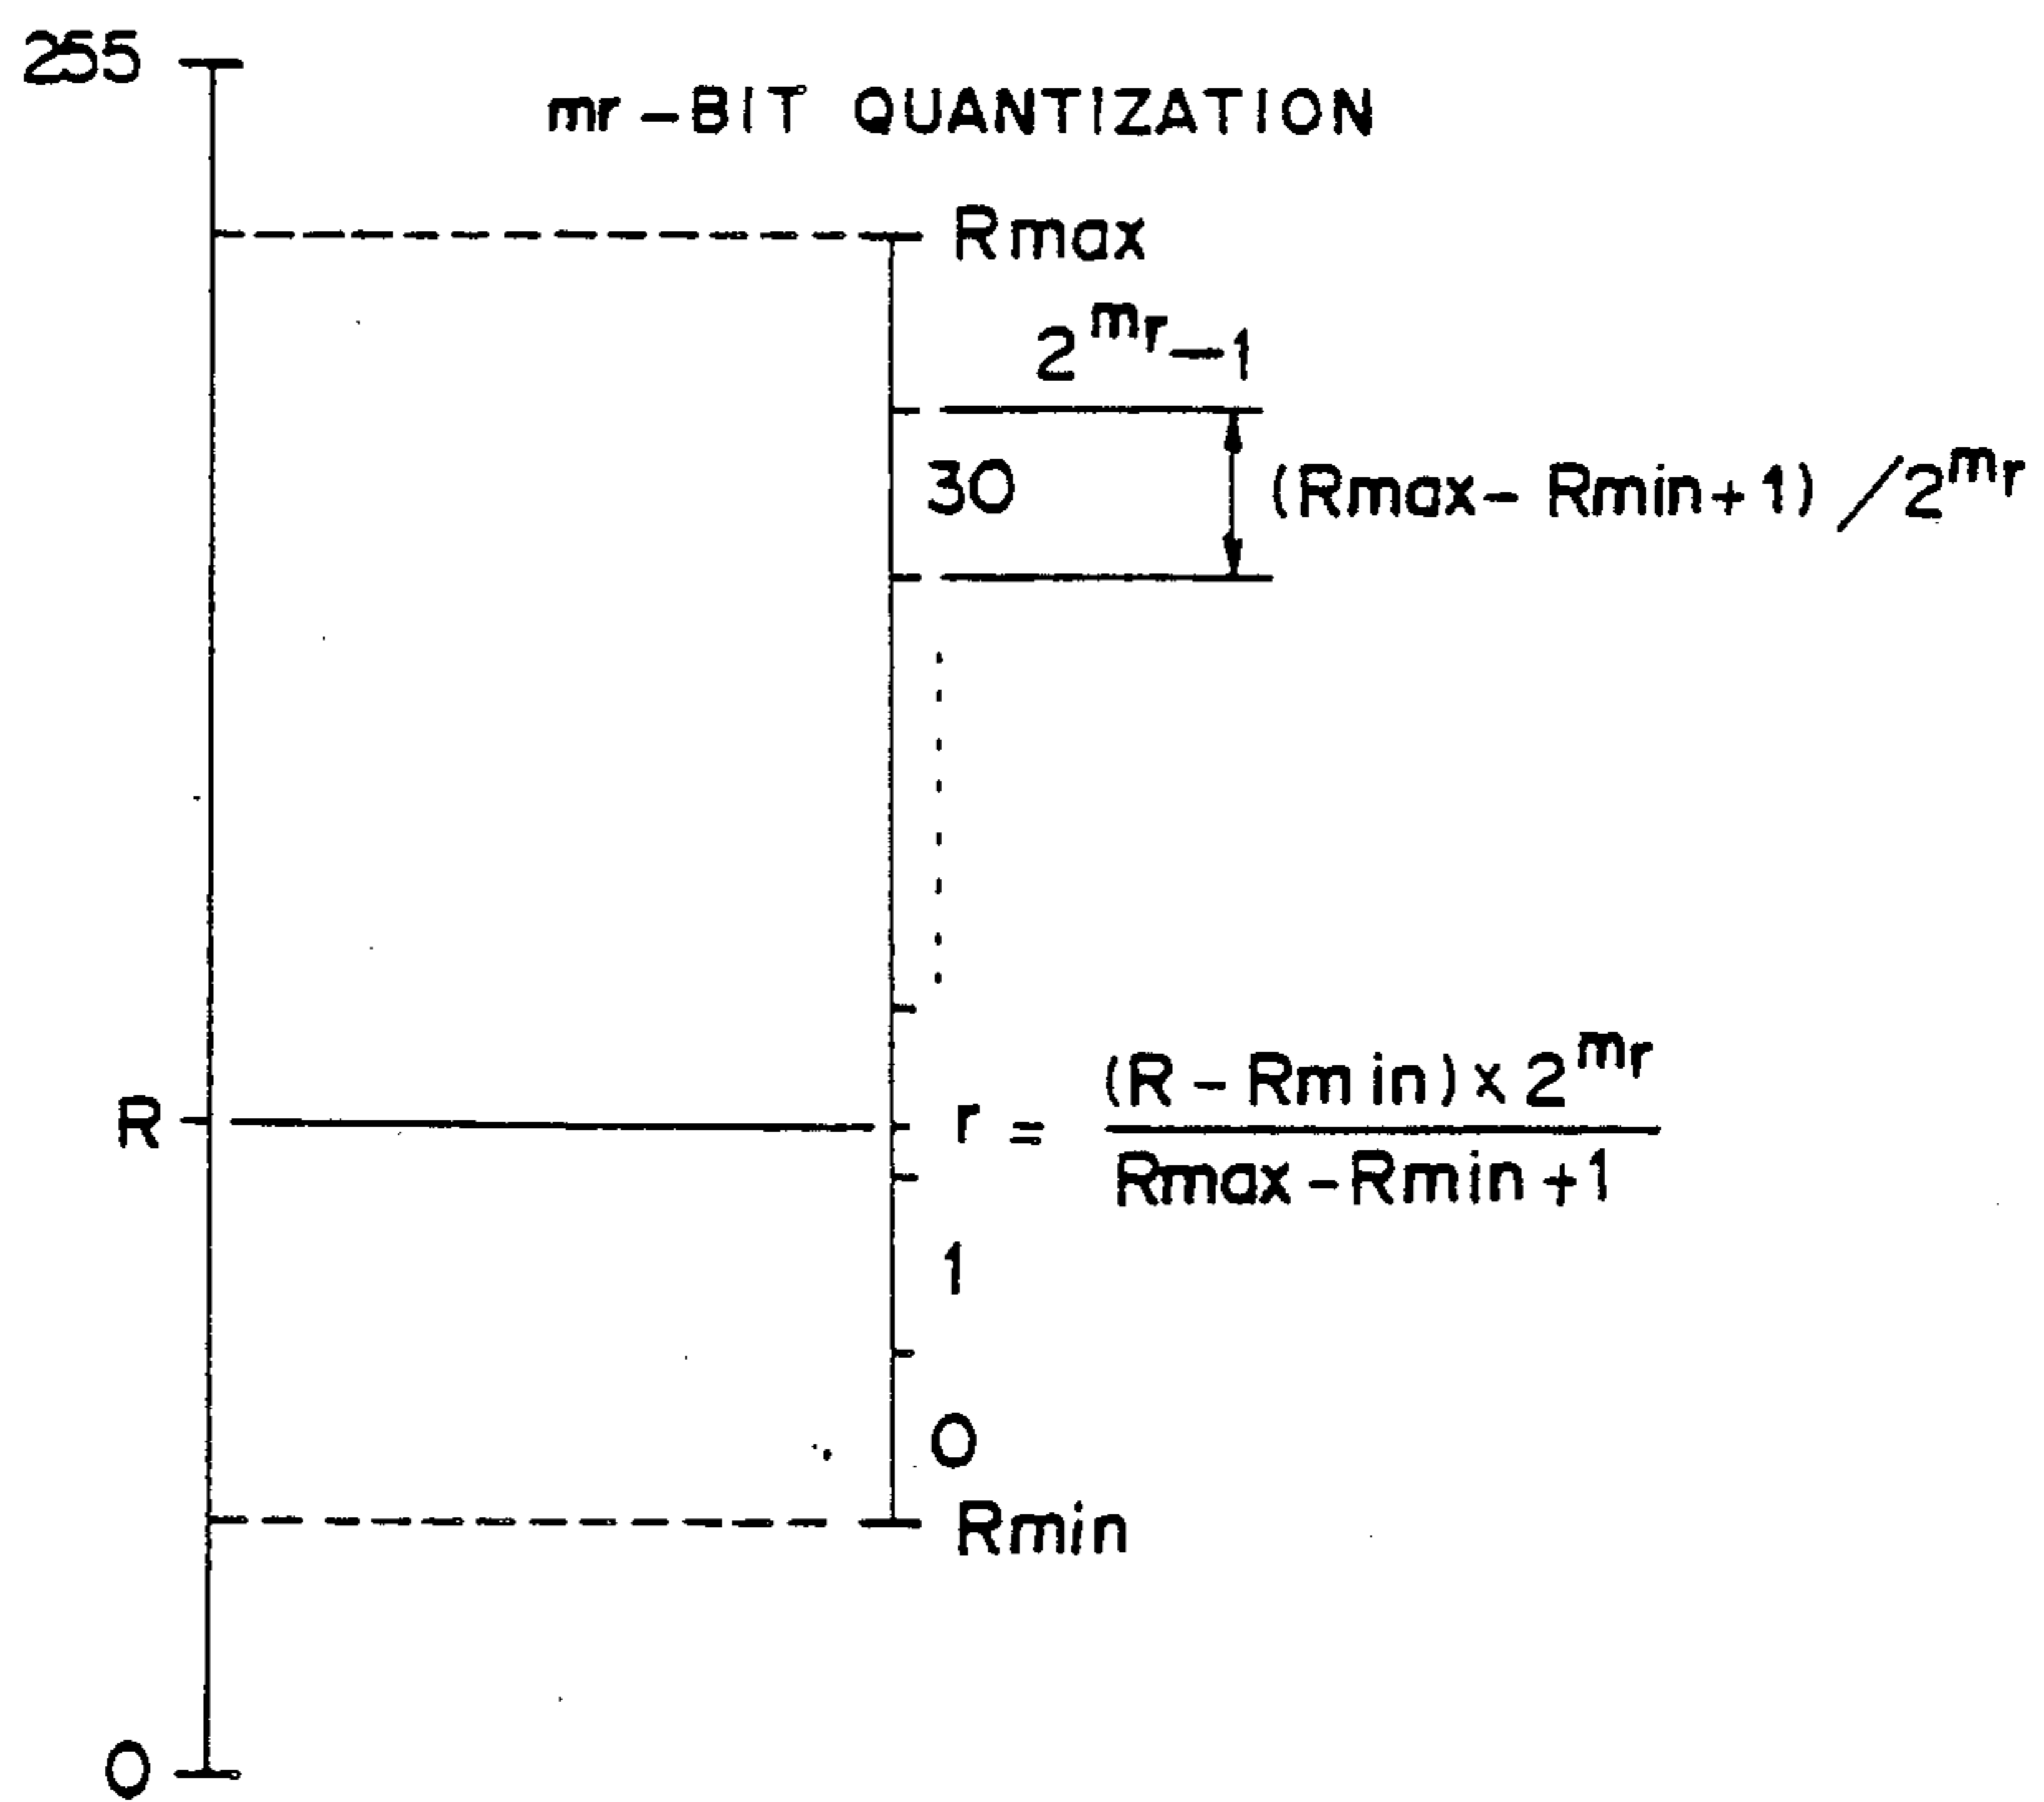 255
mr-BIT QUANTIZATION
Rmax
2^mr-1
30
(Rmax-Rmin+1)/2^mr
R
r = (R-Rmin)x2^mr
Rmax-Rmin+1
1
0
Rmin
0